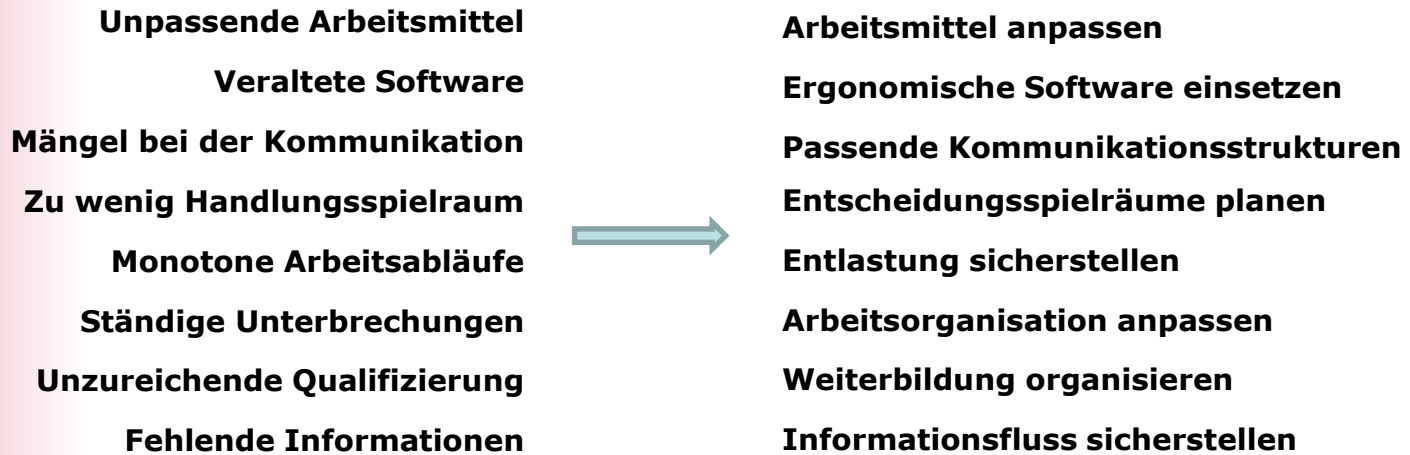 Unpassende Arbeitsmittel
Veraltete Software
Mängel bei der Kommunikation
Zu wenig Handlungsspielraum
Monotone Arbeitsabläufe
Ständige Unterbrechungen
Unzureichende Qualifizierung
Fehlende Informationen
Arbeitsmittel anpassen
Ergonomische Software einsetzen
Passende Kommunikationsstrukturen
Entscheidungsspielräume planen
Entlastung sicherstellen
Arbeitsorganisation anpassen
Weiterbildung organisieren
Informationsfluss sicherstellen